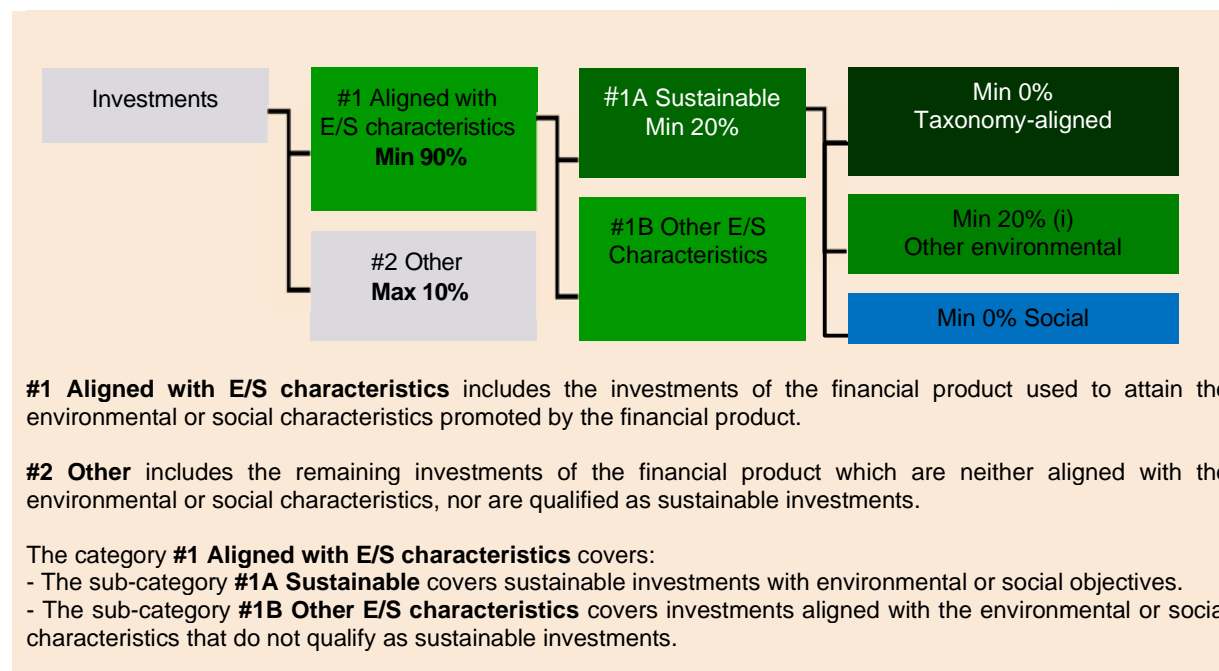 Investments
#1 Aligned with
E/S characteristics
Min 90%
#2 Other
Max 10%
#1A Sustainable
Min 20%
#1B Other E/S
Characteristics
Min 0%
Taxonomy-aligned
Min 20% (i)
Other environmental
Min 0% Social
#1 Aligned with E/S characteristics includes the investments of the financial product used to attain the
environmental or social characteristics promoted by the financial product.
#2 Other includes the remaining investments of the financial product which are neither aligned with the
environmental or social characteristics, nor are qualified as sustainable investments.
The category #1 Aligned with E/S characteristics covers:
- The sub-category #1A Sustainable covers sustainable investments with environmental or social objectives.
- The sub-category #1B Other E/S characteristics covers investments aligned with the environmental or social
characteristics that do not qualify as sustainable investments.